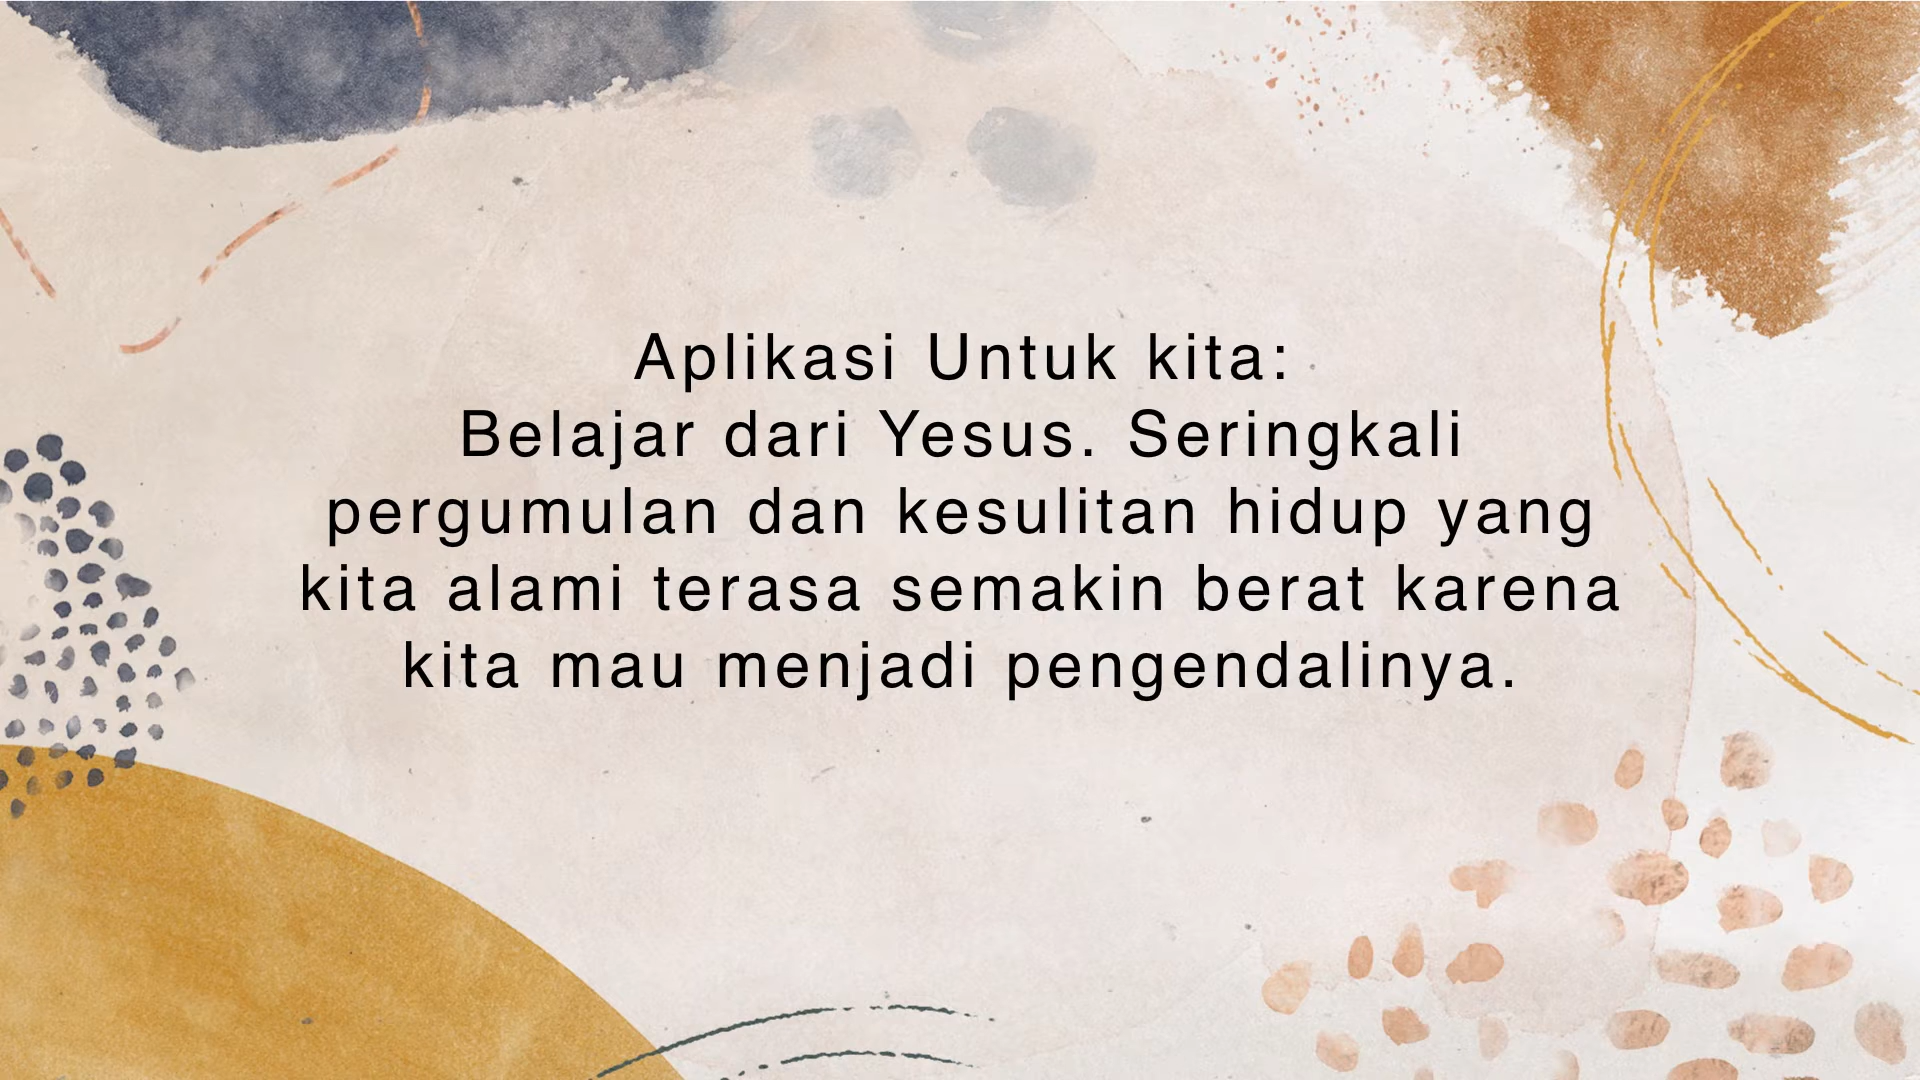 Aplikasi Untuk kita:
Belajar dari Yesus. Seringkali
pergumulan dan kesulitan hidup yang
kita alami terasa semakin berat karena
kita mau menjadi pengendalinya.